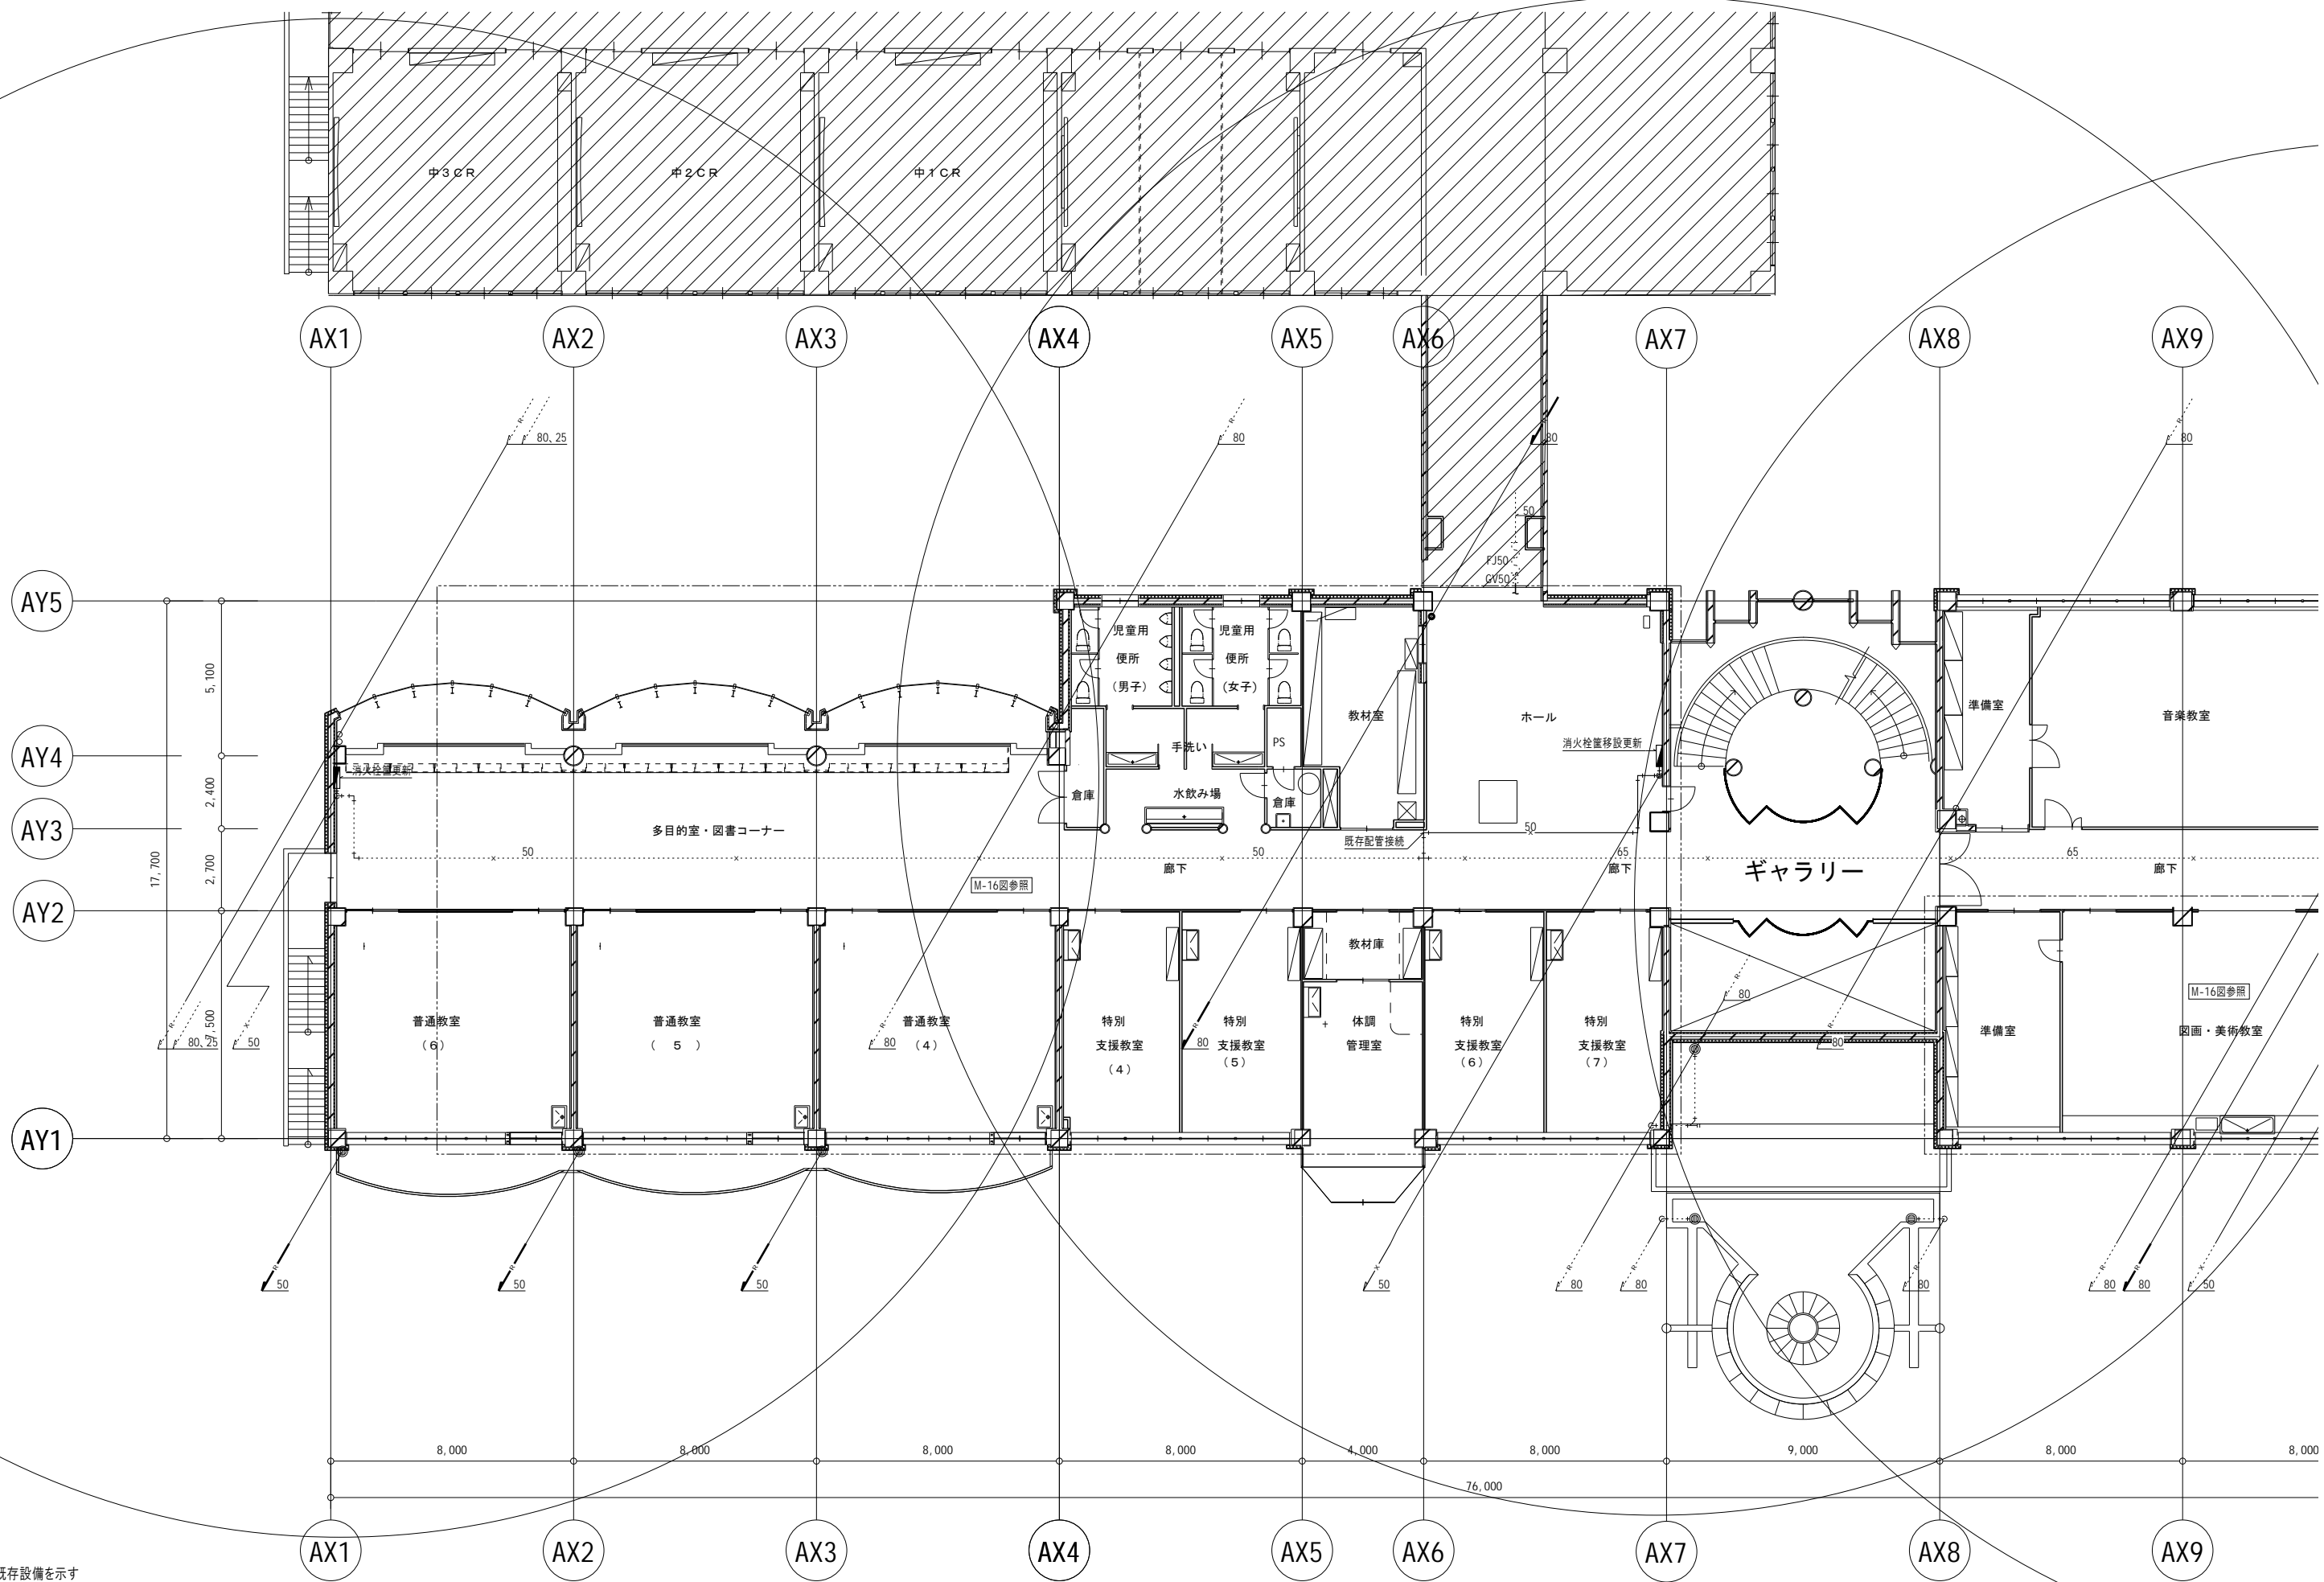 中3CR
中2CR
中1CR
AX1
AX2
AX3
AX4
AX5
AX6
AX7
AX8
AX9
80、25
80
80
80
50
FJ50
GV50
AY5
AY4
AY3
AY2
AY1
5,100
2,400
2,700
17,700
児童用
便所
(男子)
児童用
便所
(女子)
教材室
ホール
準備室
音楽教室
手洗い
PS
消火栓箱移設更新
消火栓箱更新
倉庫
水飲み場
倉庫
多目的室・図書コーナー
既存配管接続
50
50
50
65
65
廊下
廊下
廊下
ギャラリー
M-16図参照
教材庫
M-16図参照
普通教室
(6)
普通教室
( 5 )
普通教室
(4)
特別
支援教室
(4)
特別
支援教室
(5)
体調
管理室
特別
支援教室
(6)
特別
支援教室
(7)
準備室
図画・美術教室
80、25
50
80
80
80
80
50
50
50
50
80
80
80
80
80
50
8,000
8,000
8,000
8,000
4,000
8,000
9,000
8,000
8,000
76,000
AX1
AX2
AX3
AX4
AX5
AX6
AX7
AX8
AX9
既存設備を示す